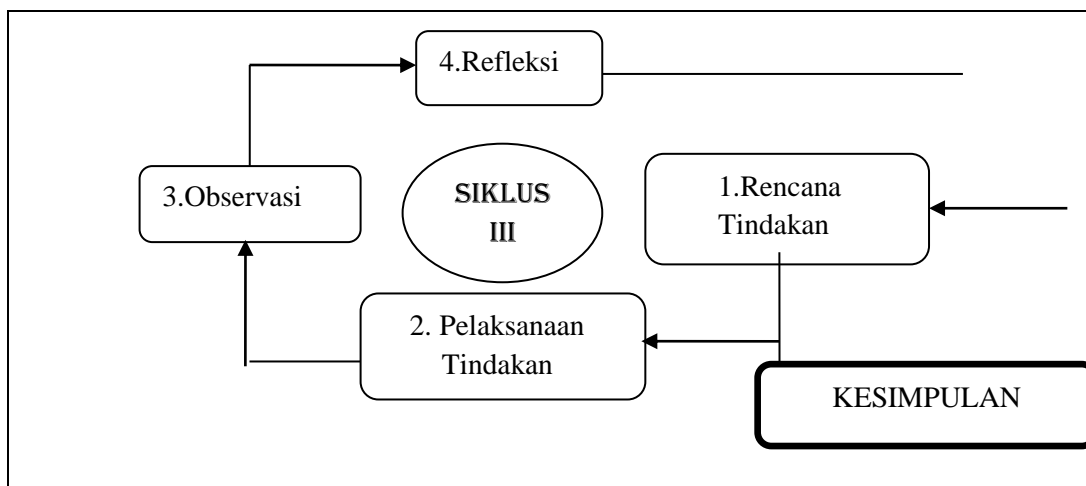 4.Refleksi
3.Observasi
SIKLUS
III
1.Rencana
Tindakan
2. Pelaksanaan
Tindakan
KESIMPULAN